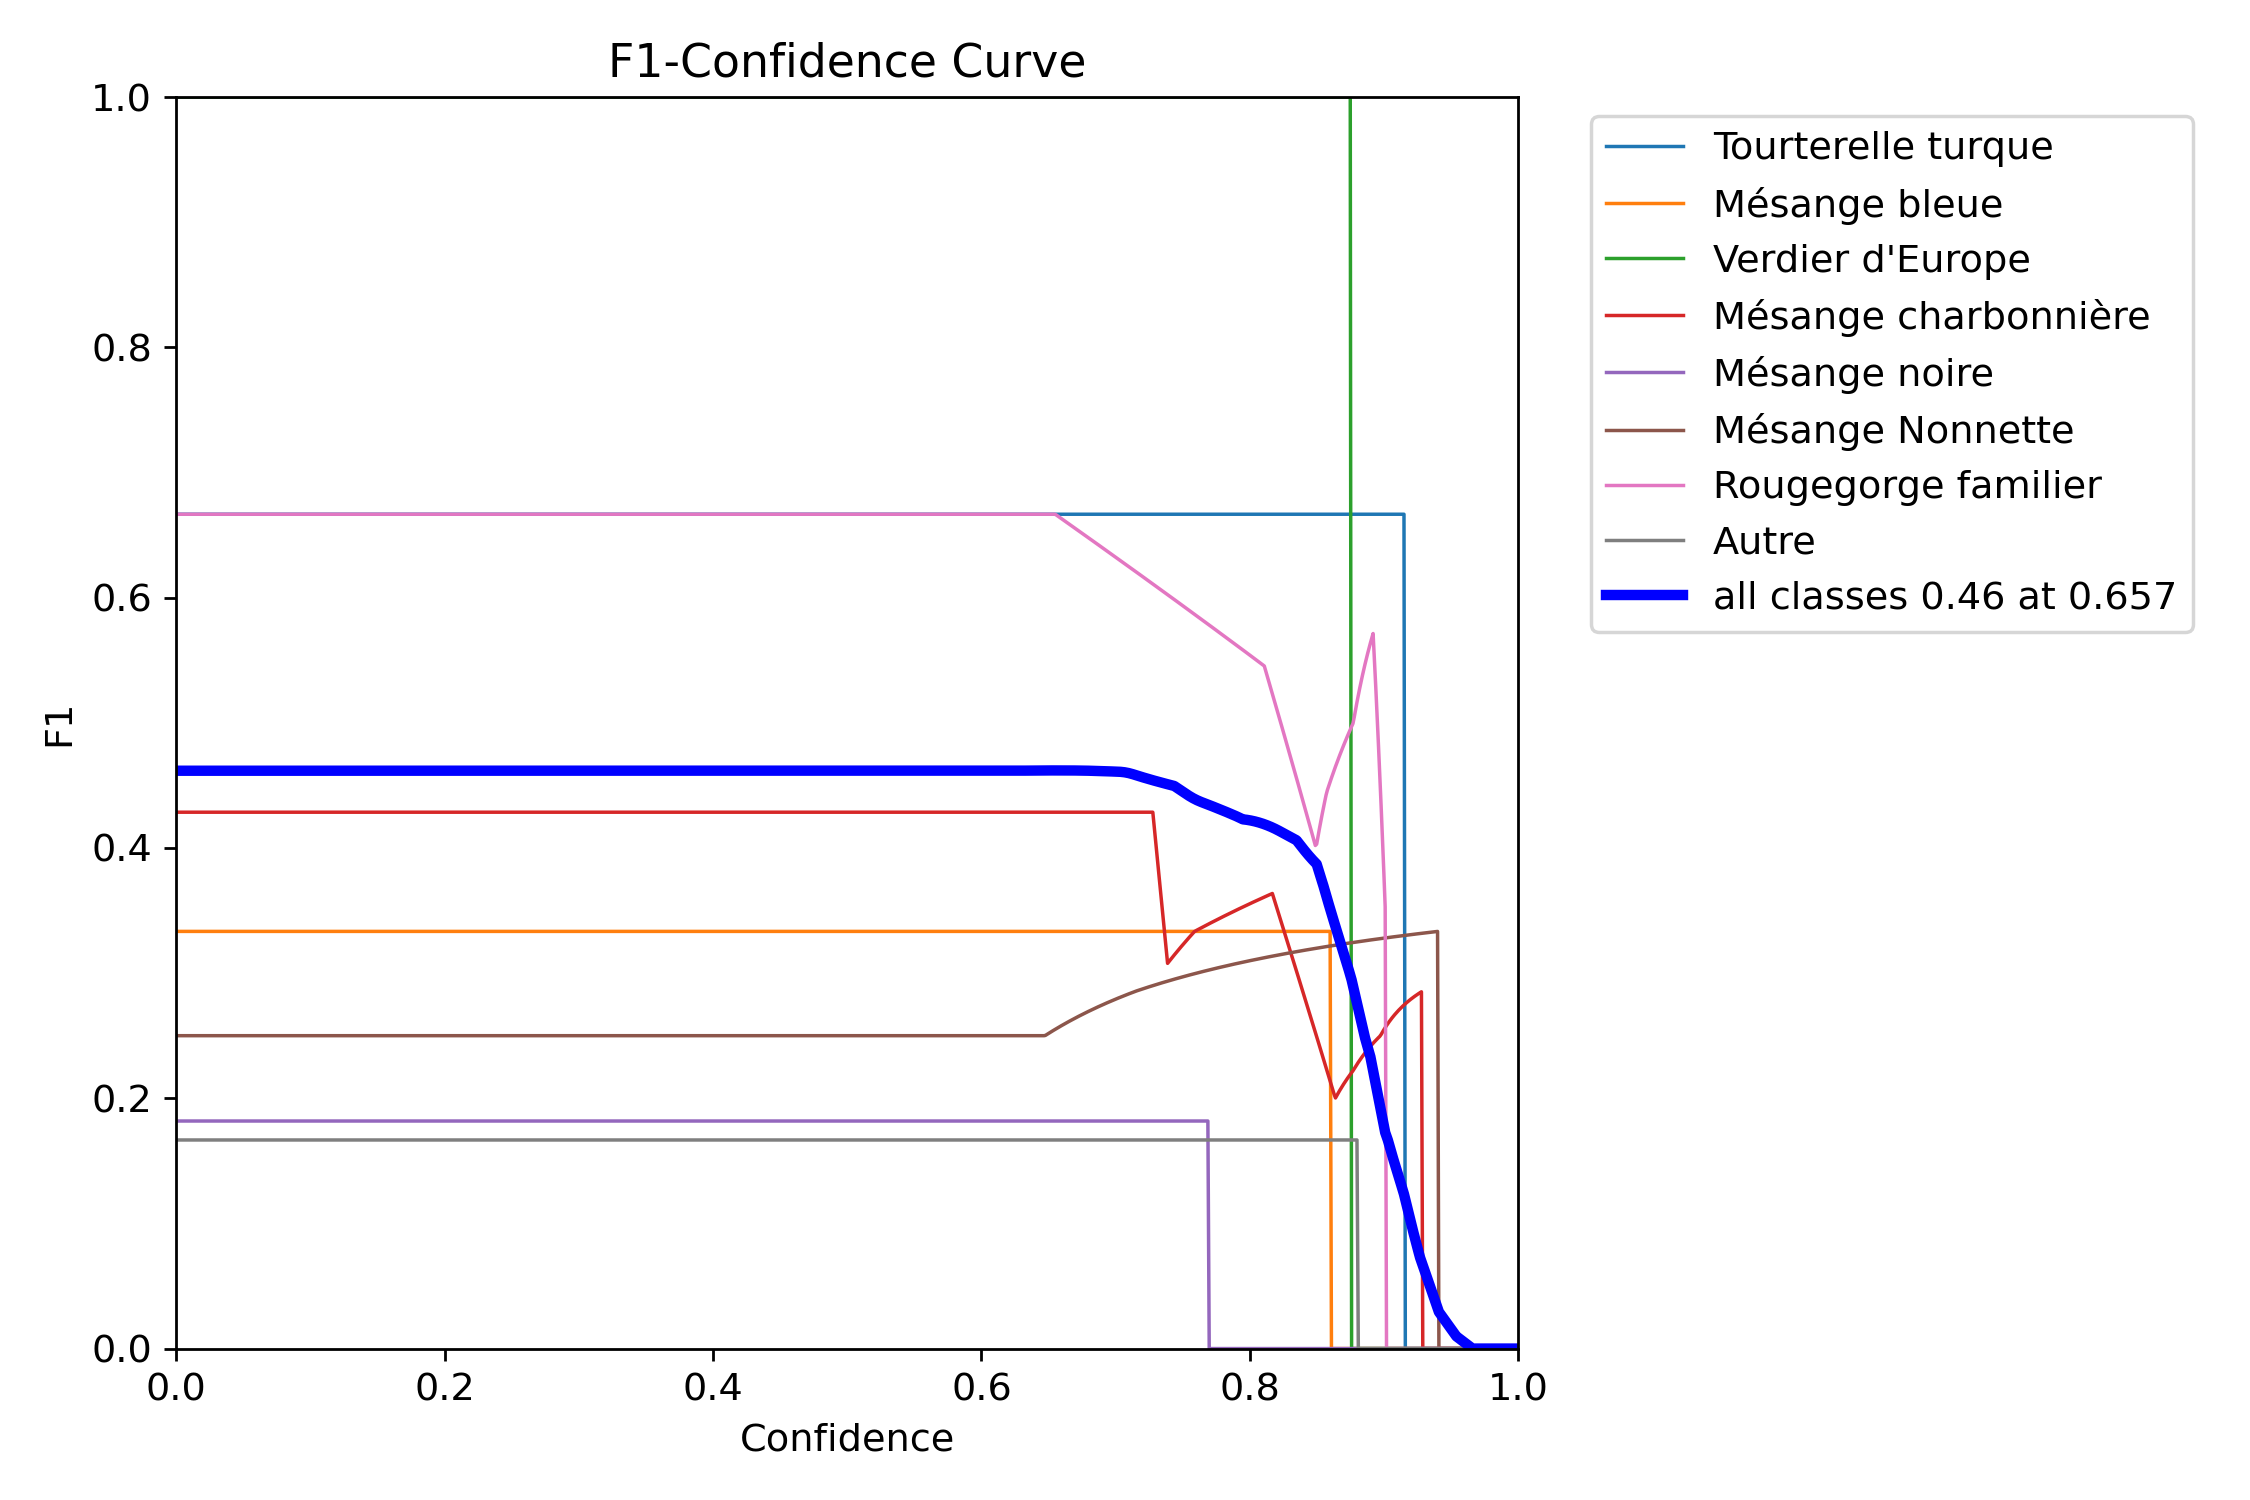 F1-Confidence Curve
1.0
0.8
0.6
0.4
0.2
0.0
F1
0.0 0.2 0.4 0.6 0.8 1.0
Confidence
Tourterelle turque
Mésange bleue
Verdier d'Europe
Mésange charbonnière
Mésange noire
Mésange Nonnette
Rougegorge familier
Autre
all classes 0.46 at 0.657